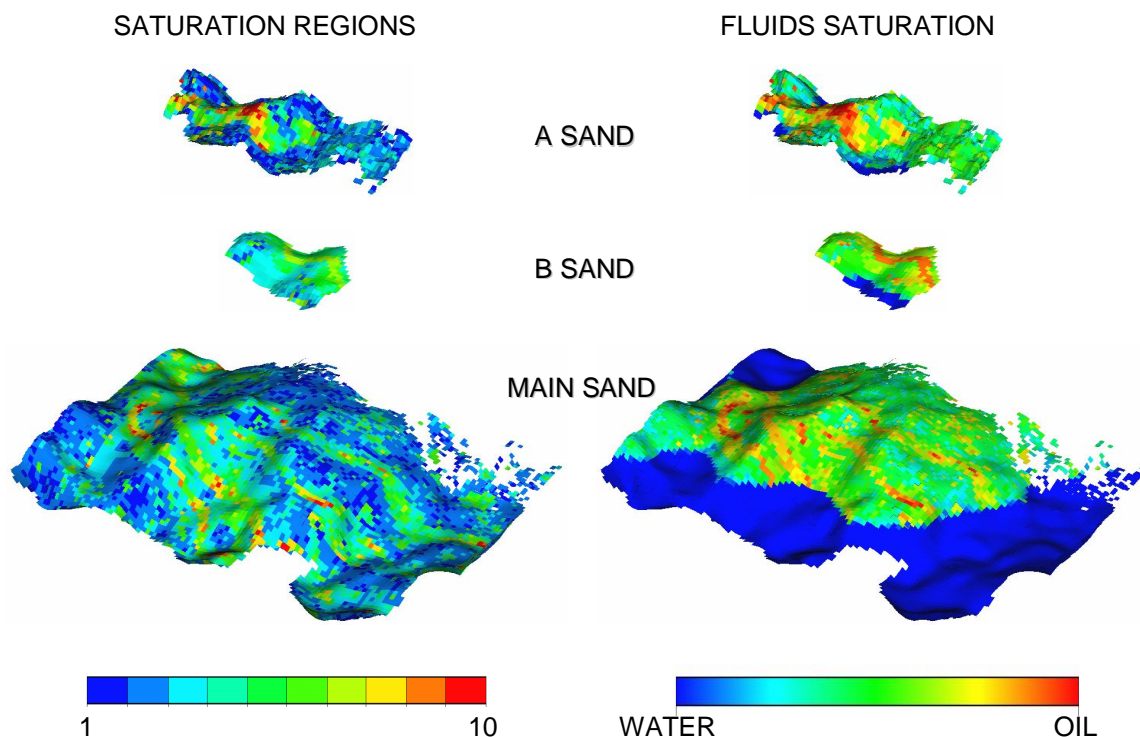 SATURATION REGIONS
FLUIDS SATURATION
A SAND
B SAND
MAIN SAND
1
10
WATER
OIL